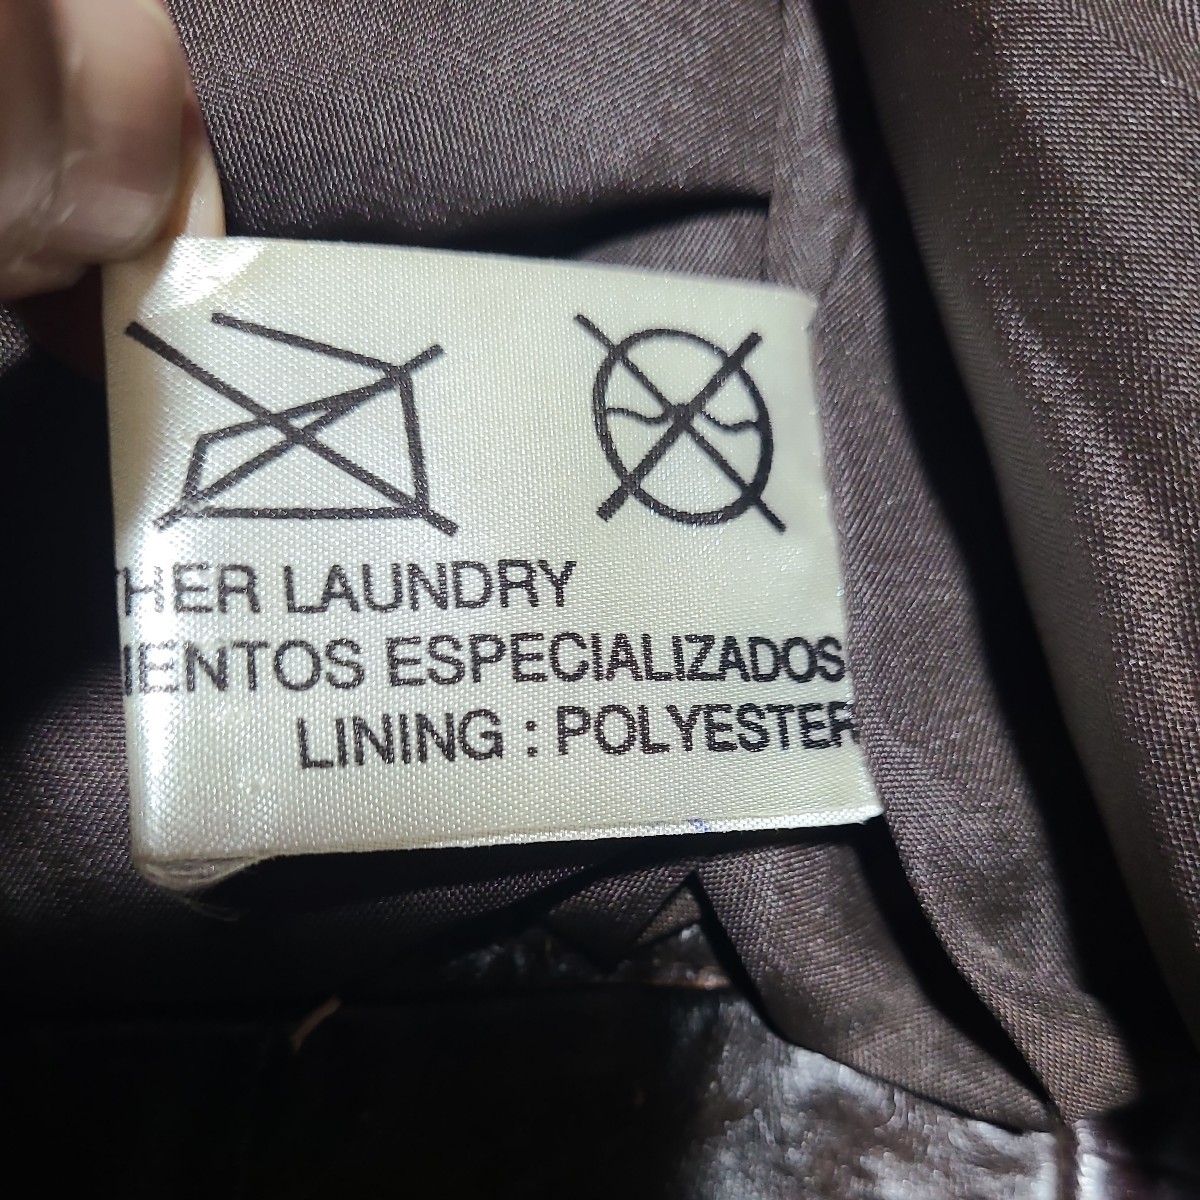 HER LAUNDRY
IENTOS ESPECIALIZADOS
LINING : POLYESTER